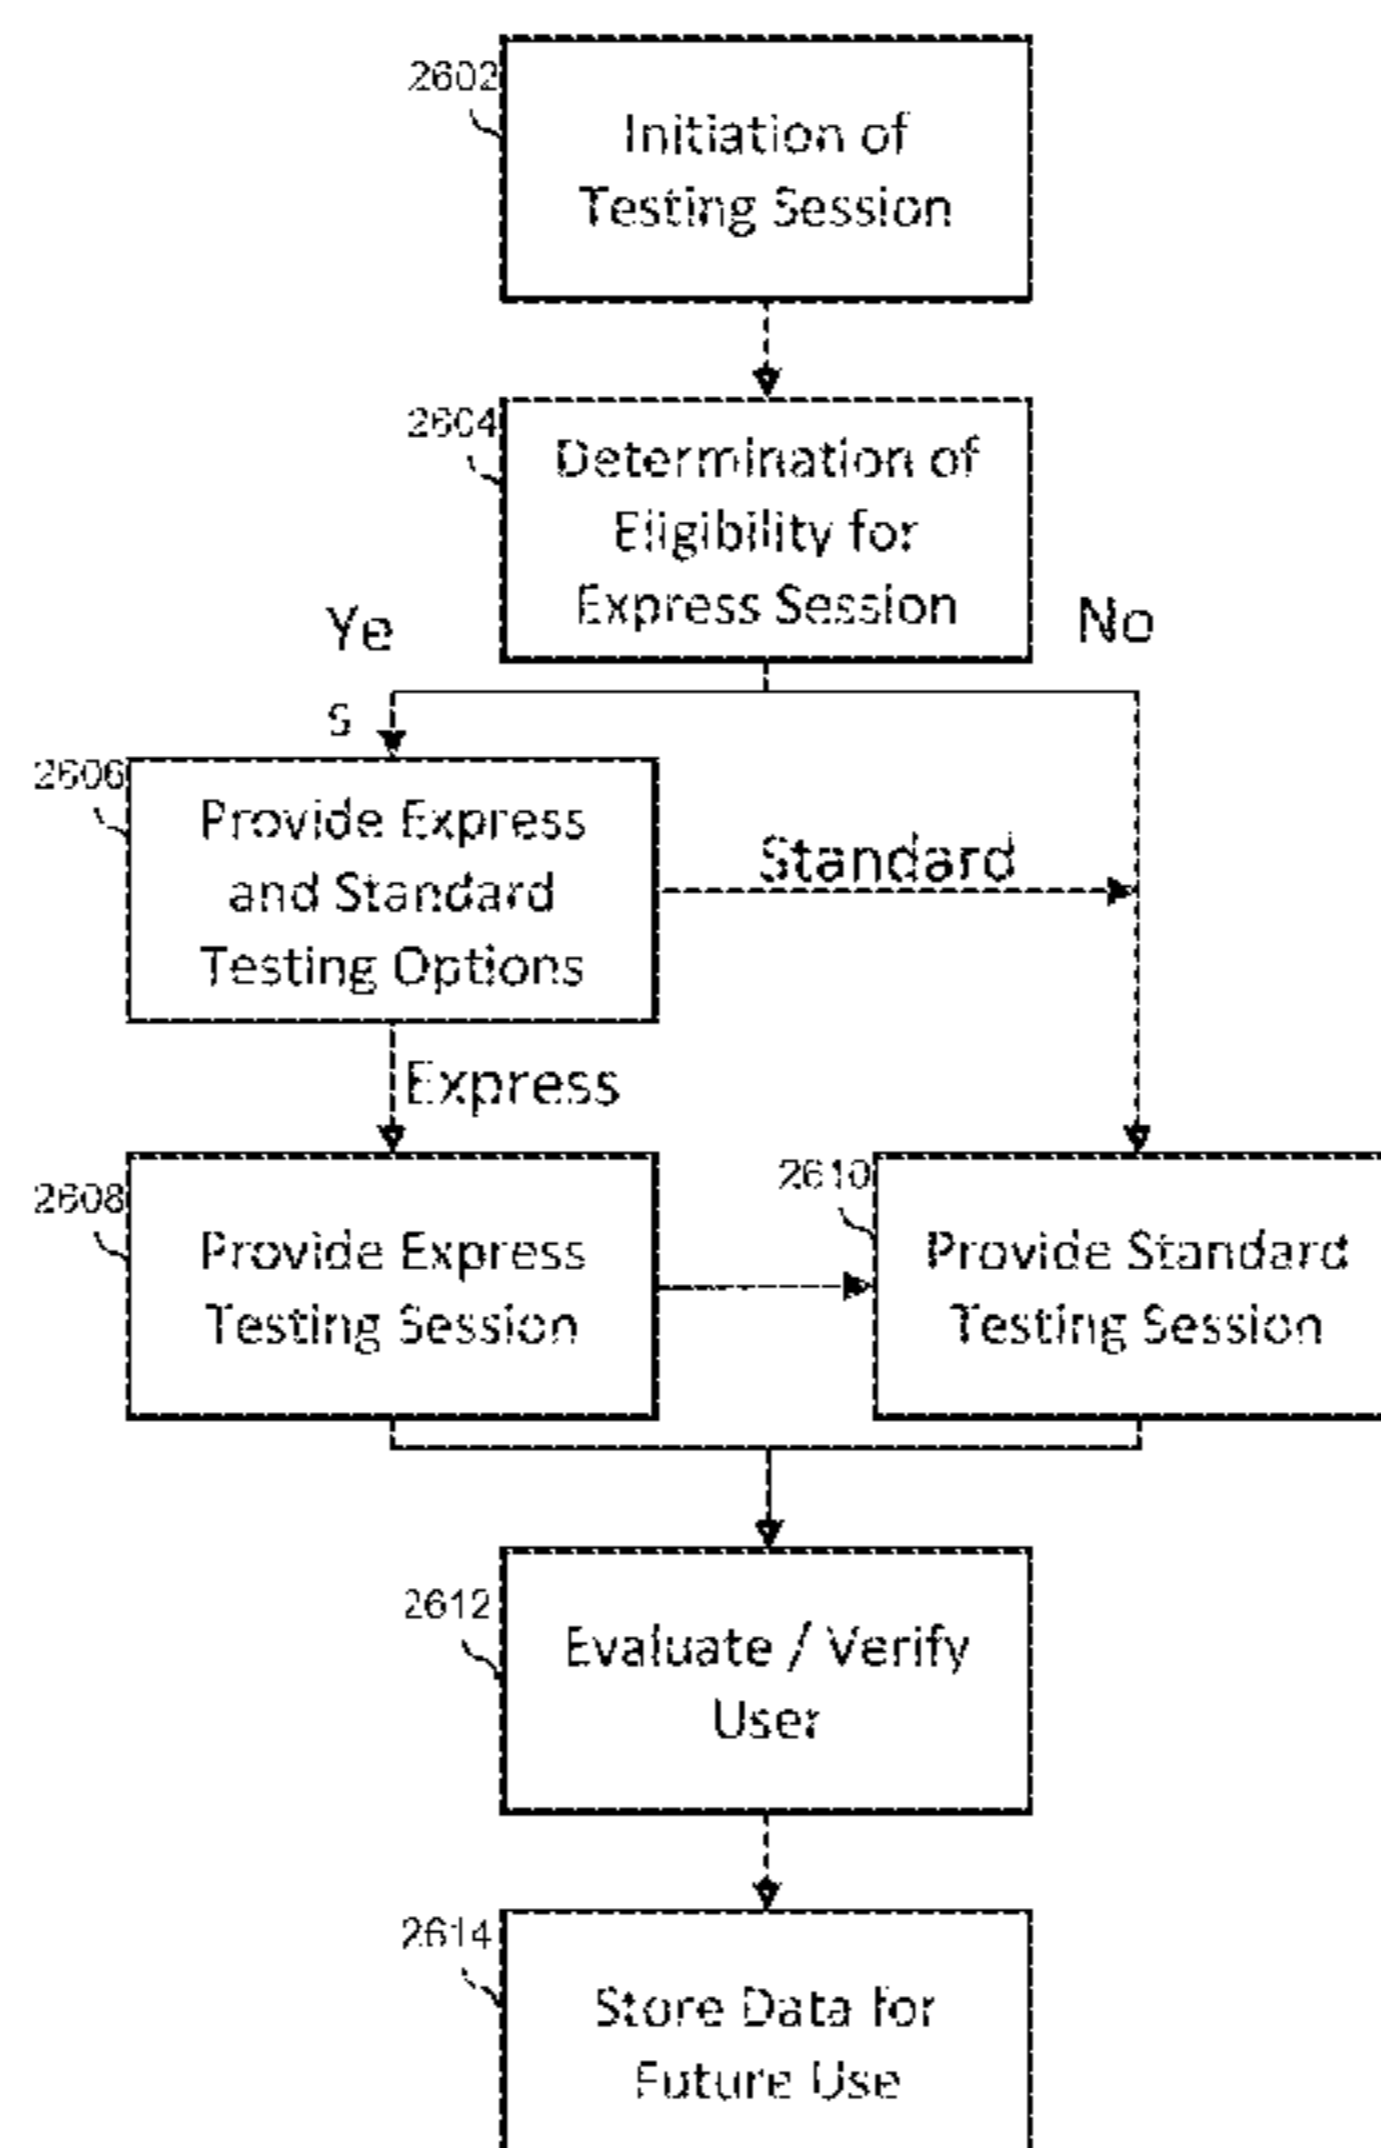 2602
Initiation of
Testing Session
2604
Determination of
Eligibility for
Express Session
Ye
s
No
2606
Provide Express
and Standard
Testing Options
Standard
Express
2608
Provide Express
Testing Session
2610
Provide Standard
Testing Session
2612
Evaluate / Verify
User
2614
Store Data for
Future Use